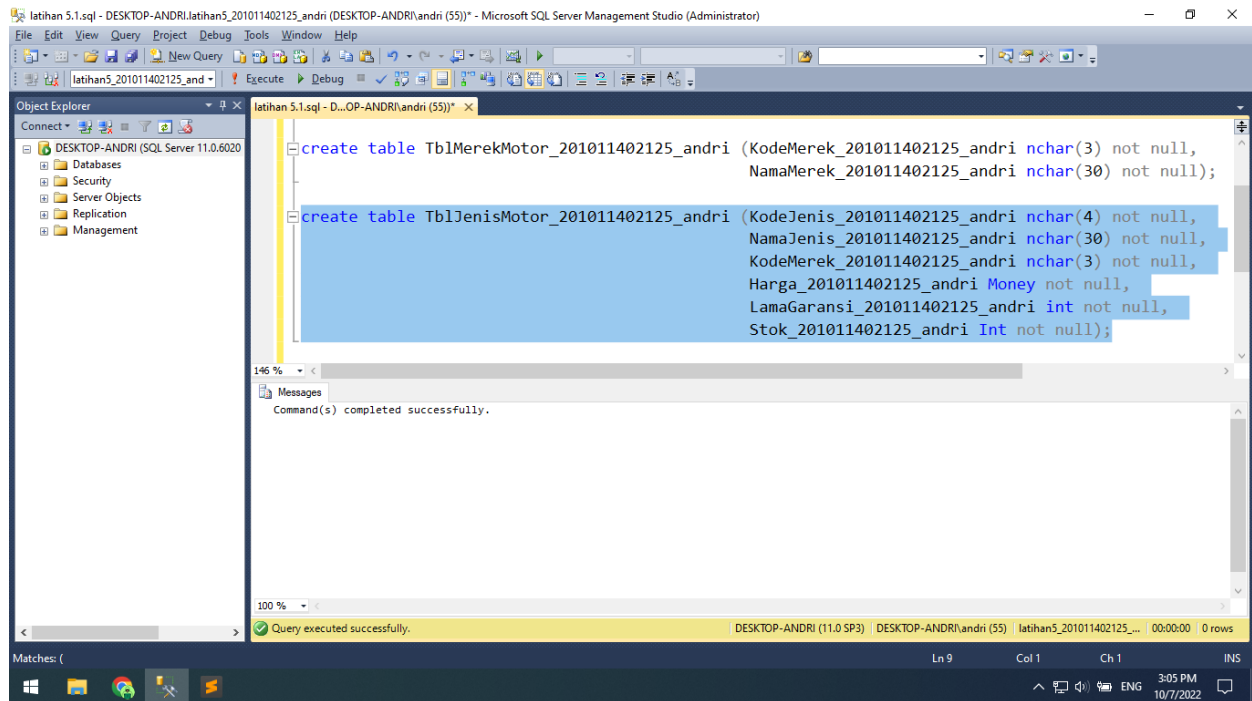 latihan 5.1.sql - DESKTOP-ANDRI.latihan5_201011402125_andri (DESKTOP-ANDRI\andri (55))* - Microsoft SQL Server Management Studio (Administrator)
File Edit View Query Project Debug Tools Window Help
New Query
latihan5_201011402125_and Execute Debug
Object Explorer
latihan 5.1.sql - D...OP-ANDRI\andri (55))*
Connect
DESKTOP-ANDRI (SQL Server 11.0.6020
Databases
Security
Server Objects
Replication
Management
create table TblMerekMotor_201011402125_andri (KodeMerek_201011402125_andri nchar(3) not null,
NamaMerek_201011402125_andri nchar(30) not null);
create table TblJenisMotor_201011402125_andri (KodeJenis_201011402125_andri nchar(4) not null,
NamaJenis_201011402125_andri nchar(30) not null,
KodeMerek_201011402125_andri nchar(3) not null,
Harga_201011402125_andri Money not null,
LamaGaransi_201011402125_andri int not null,
Stok_201011402125_andri Int not null);
146 %
Messages
Command(s) completed successfully.
100 %
Query executed successfully. DESKTOP-ANDRI (11.0 SP3) DESKTOP-ANDRI\andri (55) latihan5_201011402125_... 00:00:00 0 rows
Matches: ( Ln 9 Col 1 Ch 1 INS
ENG
3:05 PM
10/7/2022